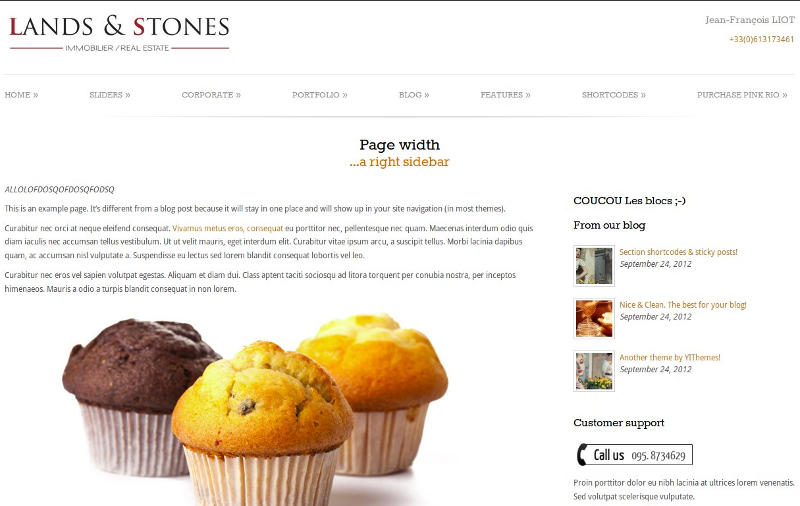 LANDS & STONES
IMMOBILIER / REAL ESTATE
Jean-François LIOT
+33(0)613173461
HOME »
SLIDERS »
CORPORATE »
PORTFOLIO »
BLOG »
FEATURES »
SHORTCODES »
PURCHASE PINK RIO »
Page width
...a right sidebar
ALLOLOFDOSQOFDOSQFODSQ
This is an example page. It's different from a blog post because it will stay in one place and will show up in your site navigation (in most themes).
Curabitur nec orci at neque eleifend consequat. Vivamus metus eros, consequat eu porttitor nec, pellentesque nec quam. Maecenas interdum odio quis
diam iaculis nec accumsan tellus vestibulum. Ut ut velit mauris, eget interdum elit. Curabitur vitae ipsum arcu, a suscipit tellus. Morbi lacinia dapibus
quam, ac accumsan nisl vulputate a. Suspendisse eu lectus sed lorem blandit consequat lobortis vel leo.
Curabitur nec eros vel sapien volutpat egestas. Aliquam et diam dui. Class aptent taciti sociosqu ad litora torquent per conubia nostra, per inceptos
himenaeos. Mauris a odio a turpis blandit consequat in non lorem.
COUCOU Les blocs ;-)
From our blog
Section shortcodes & sticky posts!
September 24, 2012
Nice & Clean. The best for your blog!
September 24, 2012
Another theme by YIThemes!
September 24, 2012
Customer support
Call us 095. 8734629
Proin porttitor dolor eu nibh lacinia at ultrices lorem venenatis.
Sed volutpat scelerisque vulputate.